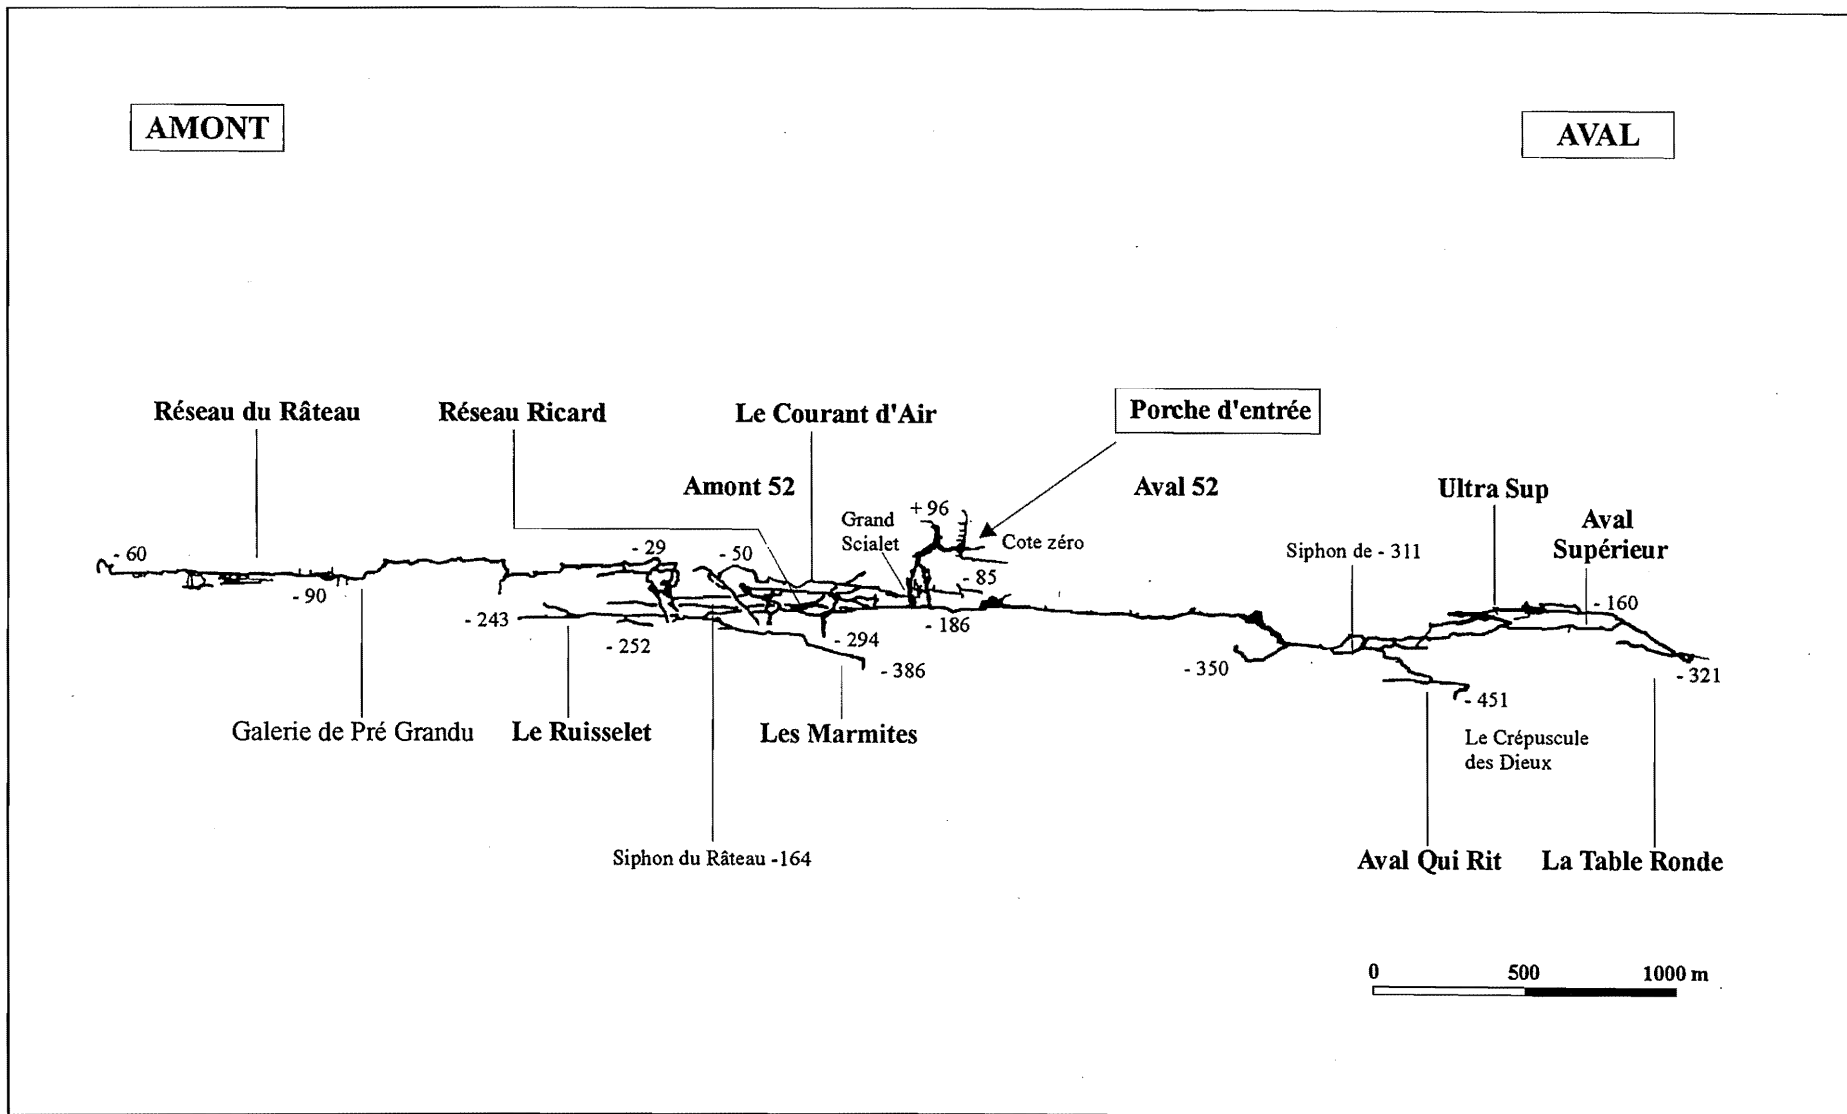 AMONT
AVAL
Réseau du Râteau
Réseau Ricard
Le Courant d'Air
Porche d'entrée
Amont 52
Aval 52
Ultra Sup
Grand
Scialet
+ 96
Cote zéro
Aval
Supérieur
Siphon de - 311
- 60
- 29
- 50
- 85
- 90
- 160
- 243
- 252
- 294
- 186
- 386
- 350
- 321
- 451
Galerie de Pré Grandu
Le Ruisselet
Les Marmites
Le Crépuscule
des Dieux
Siphon du Râteau -164
Aval Qui Rit
La Table Ronde
0
500
1000 m